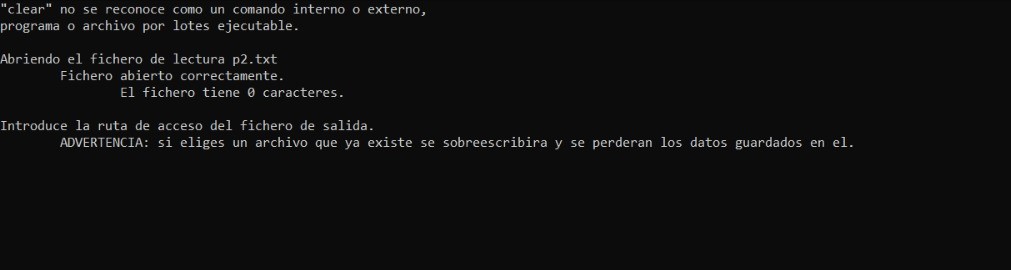 "clear" no se reconoce como un comando interno o externo,
programa o archivo por lotes ejecutable.
Abriendo el fichero de lectura p2.txt
Fichero abierto correctamente.
El fichero tiene 0 caracteres.
Introduce la ruta de acceso del fichero de salida.
ADVERTENCIA: si eliges un archivo que ya existe se sobreescribira y se perderan los datos guardados en el.